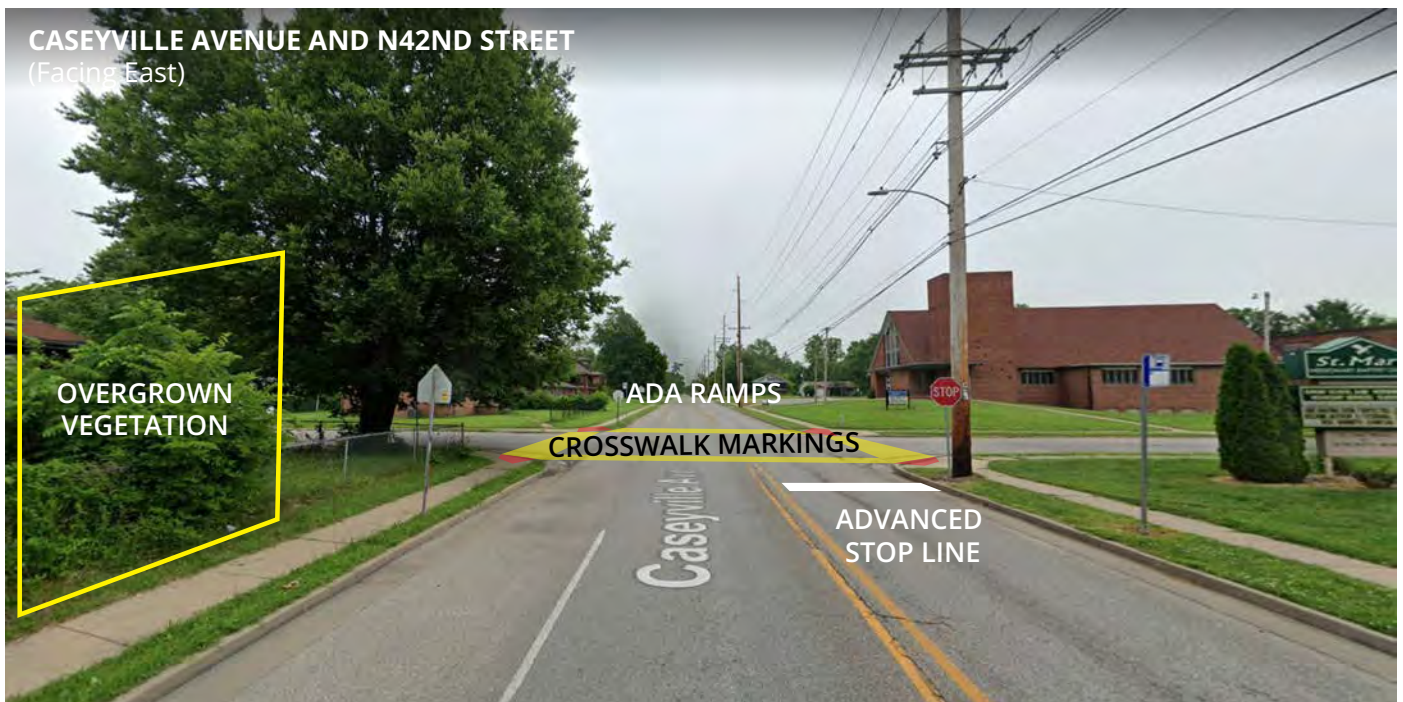 CASEYVILLE AVENUE AND N42ND STREET
(Facing East)
OVERGROWN
VEGETATION
ADA RAMPS
CROSSWALK MARKINGS
STOP
St. Mar
Caseyville Av
ADVANCED
STOP LINE